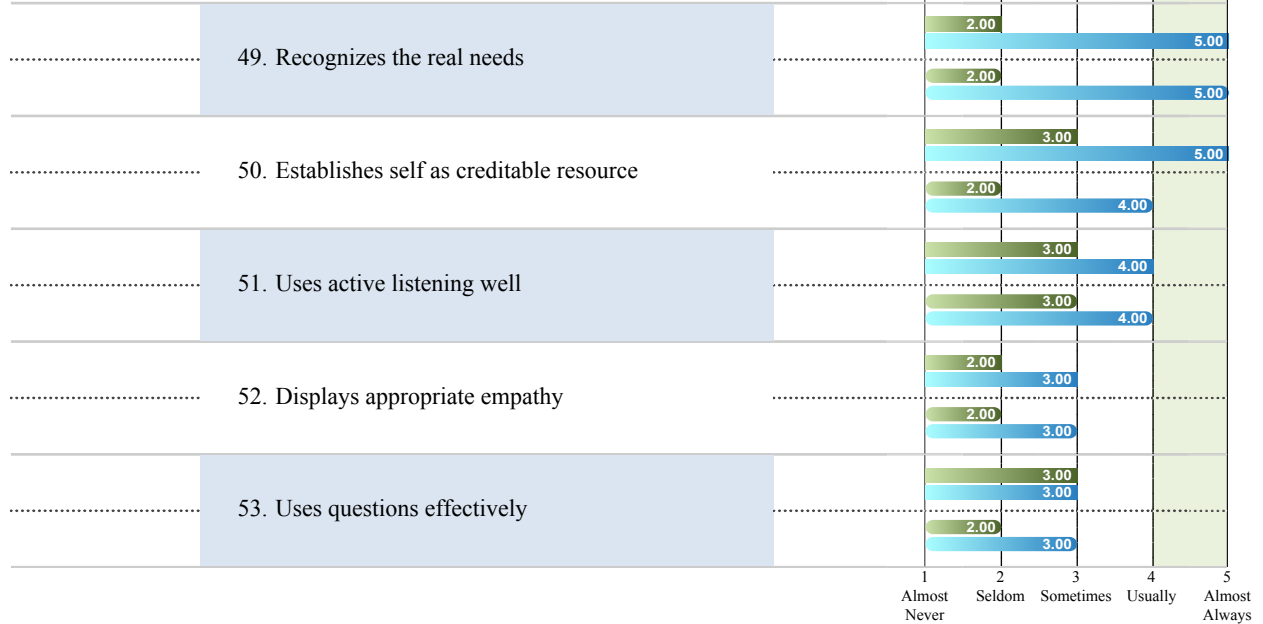 2.00
5.00
49. Recognizes the real needs
2.00
5.00
3.00
5.00
50. Establishes self as creditable resource
2.00
4.00
3.00
4.00
51. Uses active listening well
3.00
4.00
2.00
3.00
52. Displays appropriate empathy
2.00
3.00
3.00
3.00
53. Uses questions effectively
2.00
3.00
1 2 3 4 5
Almost Seldom Sometimes Usually Almost
Never Always